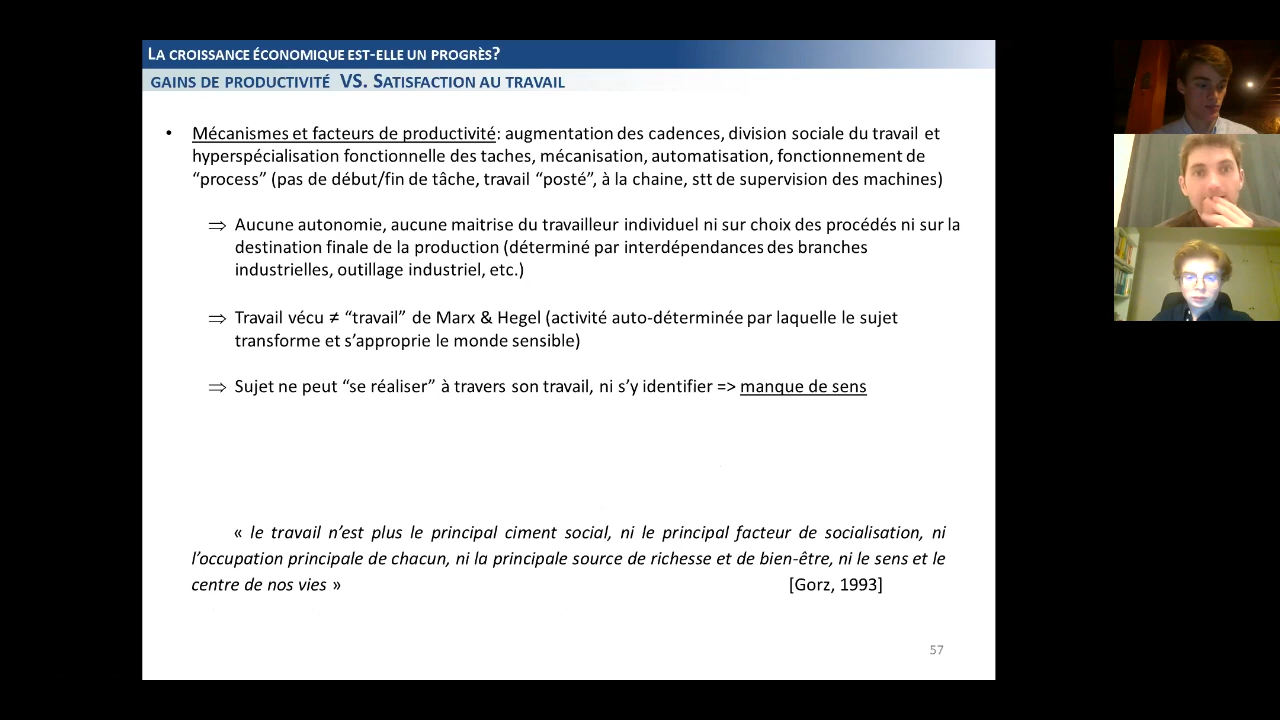 LA CROISSANCE ÉCONOMIQUE EST-ELLE UN PROGRÈS?
GAINS DE PRODUCTIVITÉ VS. SATISFACTION AU TRAVAIL
• Mécanismes et facteurs de productivité: augmentation des cadences, division sociale du travail et
hyperspécialisation fonctionnelle des taches, mécanisation, automatisation, fonctionnement de
“process” (pas de début/fin de tâche, travail “posté”, à la chaine, stt de supervision des machines)
⇒ Aucune autonomie, aucune maitrise du travailleur individuel ni sur choix des procédés ni sur la
destination finale de la production (déterminé par interdépendances des branches
industrielles, outillage industriel, etc.)
⇒ Travail vécu ≠ “travail” de Marx & Hegel (activité auto-déterminée par laquelle le sujet
transforme et s’approprie le monde sensible)
⇒ Sujet ne peut “se réaliser” à travers son travail, ni s’y identifier => manque de sens
« le travail n’est plus le principal ciment social, ni le principal facteur de socialisation, ni
l’occupation principale de chacun, ni la principale source de richesse et de bien-être, ni le sens et le
centre de nos vies » [Gorz, 1993]
57